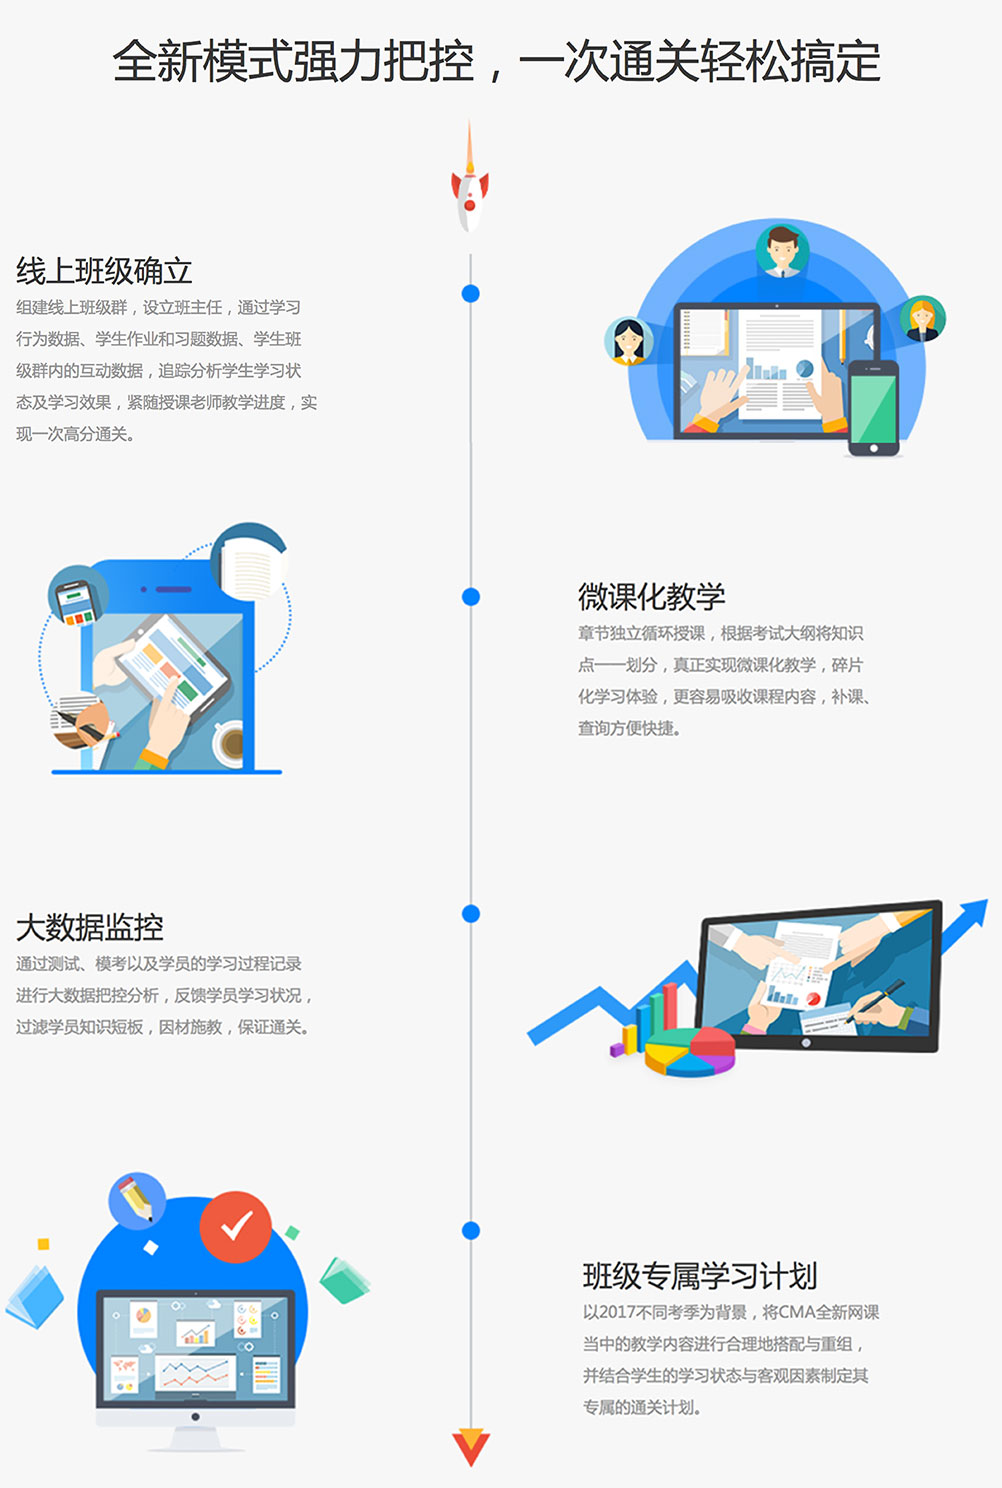 全新模式强力把控，一次通关轻松搞定
线上班级确立
组建线上班级群，设立班主任，通过学习
行为数据、学生作业和习题数据、学生班
级群内的互动数据，追踪分析学生学习状
态及学习效果，紧随授课老师教学进度，实
现一次高分通关。
微课化教学
章节独立循环授课，根据考试大纲将知识
点一一划分，真正实现微课化教学，碎片
化学习体验，更容易吸收课程内容，补课、
查询方便快捷。
大数据监控
通过测试、模考以及学员的学习过程记录
进行大数据把控分析，反馈学员学习状况，
过滤学员知识短板，因材施教，保证通关。
班级专属学习计划
以2017不同考季为背景，将CMA全新网课
当中的教学内容进行合理地搭配与重组，
并结合学生的学习状态与客观因素制定其
专属的通关计划。